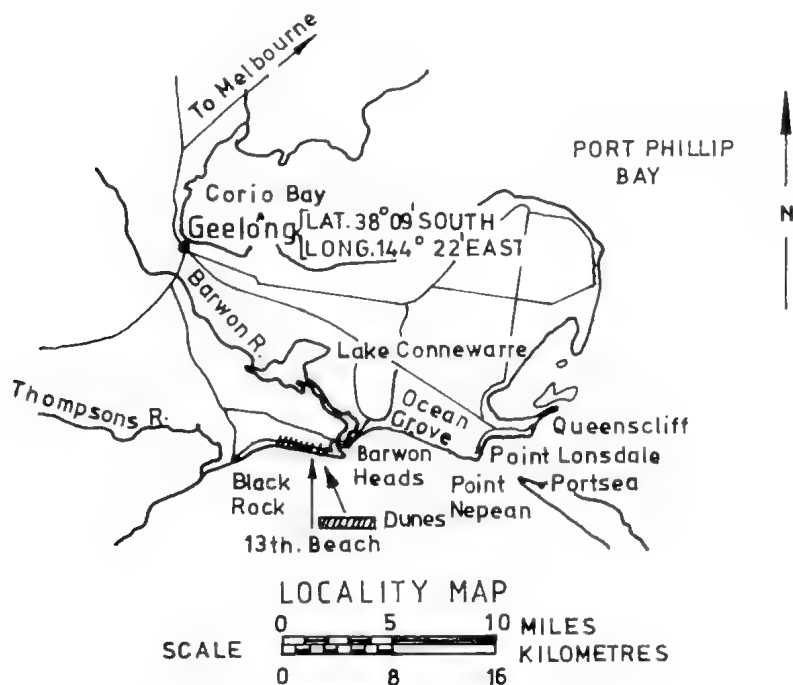 To Melbourne
PORT PHILLIP
BAY
N
Corio Bay
Geelong
LAT. 38° 09' SOUTH
LONG. 144° 22' EAST
Barwon R.
Lake Connewarre
Thompsons R.
Ocean
Grove
Queenscliff
Barwon
Heads
Point Lonsdale
Black
Rock
Point
Nepean
Portsea
Dunes
13th. Beach
LOCALITY MAP
0 5 10 MILES
SCALE
KILOMETRES
0 8 16